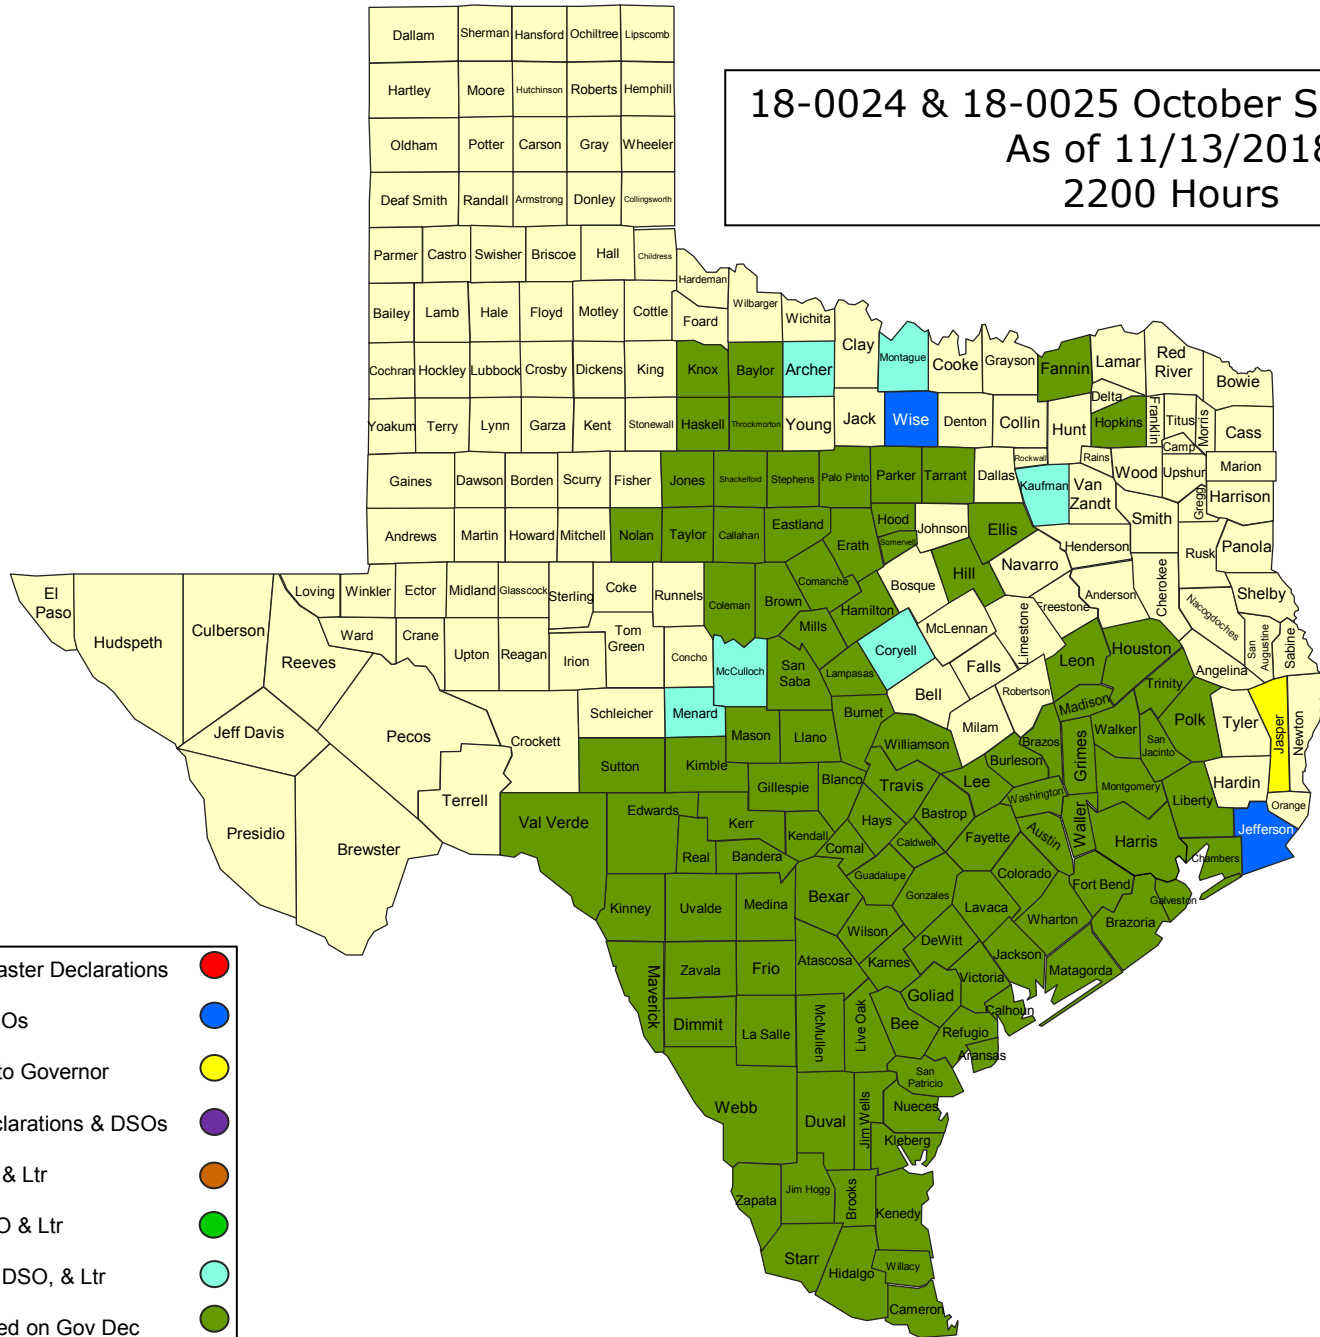 Dallam Sherman Hansford Ochiltree Lipscomb
Hartley Moore Hutchinson Roberts Hemphill
18-0024 & 18-0025 October S
As of 11/13/2018
2200 Hours
Oldham Potter Carson Gray Wheeler
Deaf Smith Randall Armstrong Donley Collingsworth
Parmer Castro Swisher Briscoe Hall Childress
Hardeman
Wilbarger
Bailey Lamb Hale Floyd Motley Cottle Foard Wichita
Clay Montague Cooke Grayson Fannin Lamar Red
River
Bowie
Cochran Hockley Lubbock Crosby Dickens King Knox Baylor Archer
Delta
Yoakum Terry Lynn Garza Kent Stonewall Haskell Throckmorton Young Jack Wise Denton Collin Hunt Hopkins Franklin Titus Morris Cass
Camp
Gaines Dawson Borden Scurry Fisher Jones Shackelford Stephens Palo Pinto Parker Tarrant Dallas Rockwall Rains Wood Upshur Marion
Kaufman Van
Zandt
Gregg Harrison
Andrews Martin Howard Mitchell Nolan Taylor Callahan Eastland Hood Johnson Ellis Smith
Somervell Erath Henderson Rusk Panola
El
Paso
Hudspeth Culberson Loving Winkler Ector Midland Glasscock Sterling Coke Runnels Coleman Brown Comanche Bosque Hill Navarro Anderson Cherokee Shelby
Hamilton Freestone Nacogdoches
Reeves Ward Crane Upton Reagan Irion Tom
Green
Concho McCulloch Mills Coryell McLennan Limestone Leon Houston San
Augustine
Sabine
San
Saba
Lampasas Falls Angelina
Bell Robertson Trinity
Jeff Davis Pecos Crockett Schleicher Menard Mason Llano Burnet Milam Madison Walker San
Jacinto
Polk Tyler Jasper Newton
Williamson Brazos Grimes
Presidio Brewster Terrell Sutton Kimble Gillespie Blanco Travis Lee Burleson Washington Montgomery Liberty Hardin Orange
Val Verde Edwards Kerr Kendall Hays Bastrop Austin Waller Harris Jefferson
Real Bandera Comal Caldwell Fayette Chambers
Kinney Uvalde Medina Bexar Guadalupe Gonzales Colorado Fort Bend Galveston
Lavaca Wharton Brazoria
Wilson DeWitt
Maverick Zavala Frio Atascosa Karnes Jackson Matagorda
Goliad Victoria
Dimmit La Salle McMullen Live Oak Bee Calhoun
Refugio
Aransas
San
Patricio
Webb Duval Jim Wells Nueces
Kleberg
Zapata Jim Hogg Brooks Kenedy
Starr Hidalgo Willacy
Cameron
aster Declarations
Os
to Governor
clarations & DSOs
& Ltr
O & Ltr
DSO, & Ltr
ed on Gov Dec